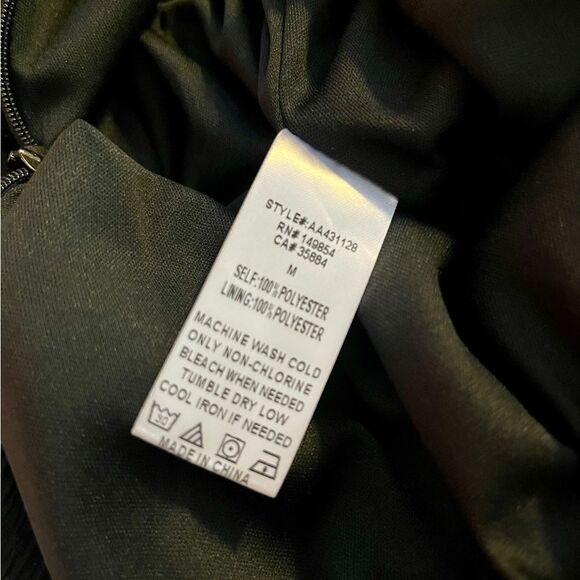 STYLE#:AA431128
RN# 149854
CA# 35884
M
SELF:100%POLYESTER
LINING:100%POLYESTER
MACHINE WASH COLD
ONLY NON-CHLORINE
BLEACH WHEN NEEDED
TUMBLE DRY LOW
COOL IRON IF NEEDED
30
MADE IN CHINA